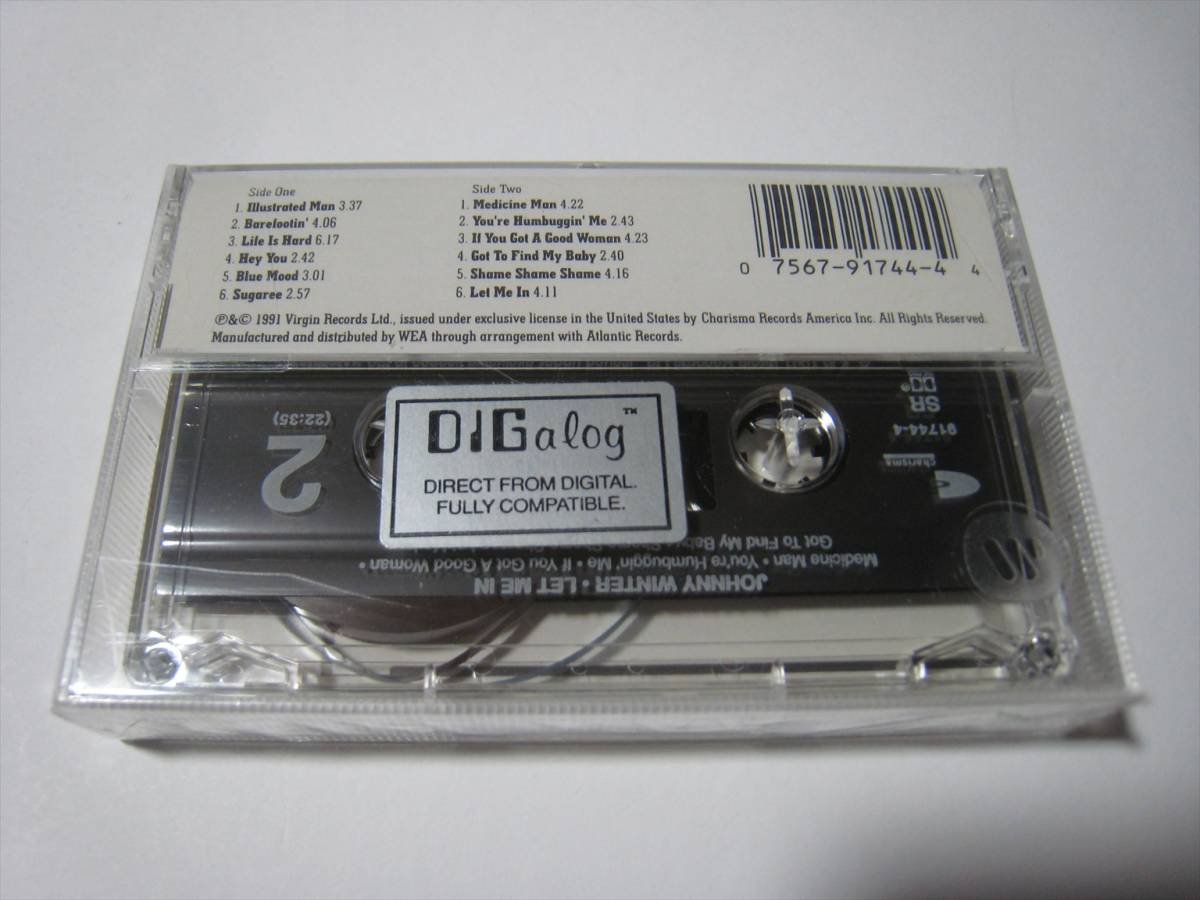 Side One
1. Illustrated Man 3.37
2. Barefootin' 4.06
3. Life Is Hard 6.17
4. Hey You 2.42
5. Blue Mood 3.01
6. Sugaree 2.57
Side Two
1. Medicine Man 4.22
2. You're Humbuggin' Me 2.43
3. If You Got A Good Woman 4.23
4. Got To Find My Baby 2.40
5. Shame Shame Shame 4.16
6. Let Me In 4.11
0 7567-91744-4 4
℗&© 1991 Virgin Records Ltd., issued under exclusive license in the United States by Charisma Records America Inc. All Rights Reserved.
Manufactured and distributed by WEA through arrangement with Atlantic Records.
DIGalog™
DIRECT FROM DIGITAL.
FULLY COMPATIBLE.
JOHNNY WINTER • LET ME IN
Medicine Man • You're Humbuggin' Me • If You Got A Good Woman •
Got To Find My Baby
charisma
91744-4
SR
2
(22:35)